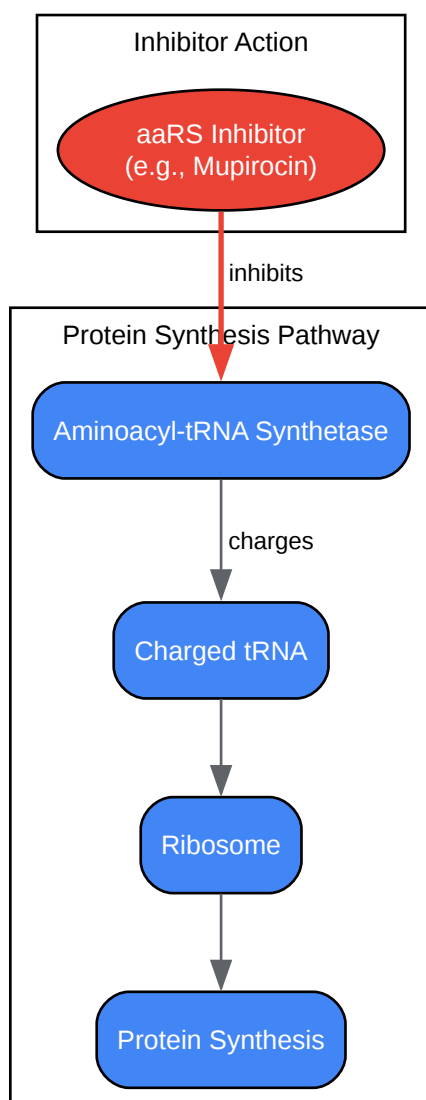 Inhibitor Action
aaRS Inhibitor
(e.g., Mupirocin)
inhibits
Protein Synthesis Pathway
Aminoacyl-tRNA Synthetase
charges
Charged tRNA
Ribosome
Protein Synthesis